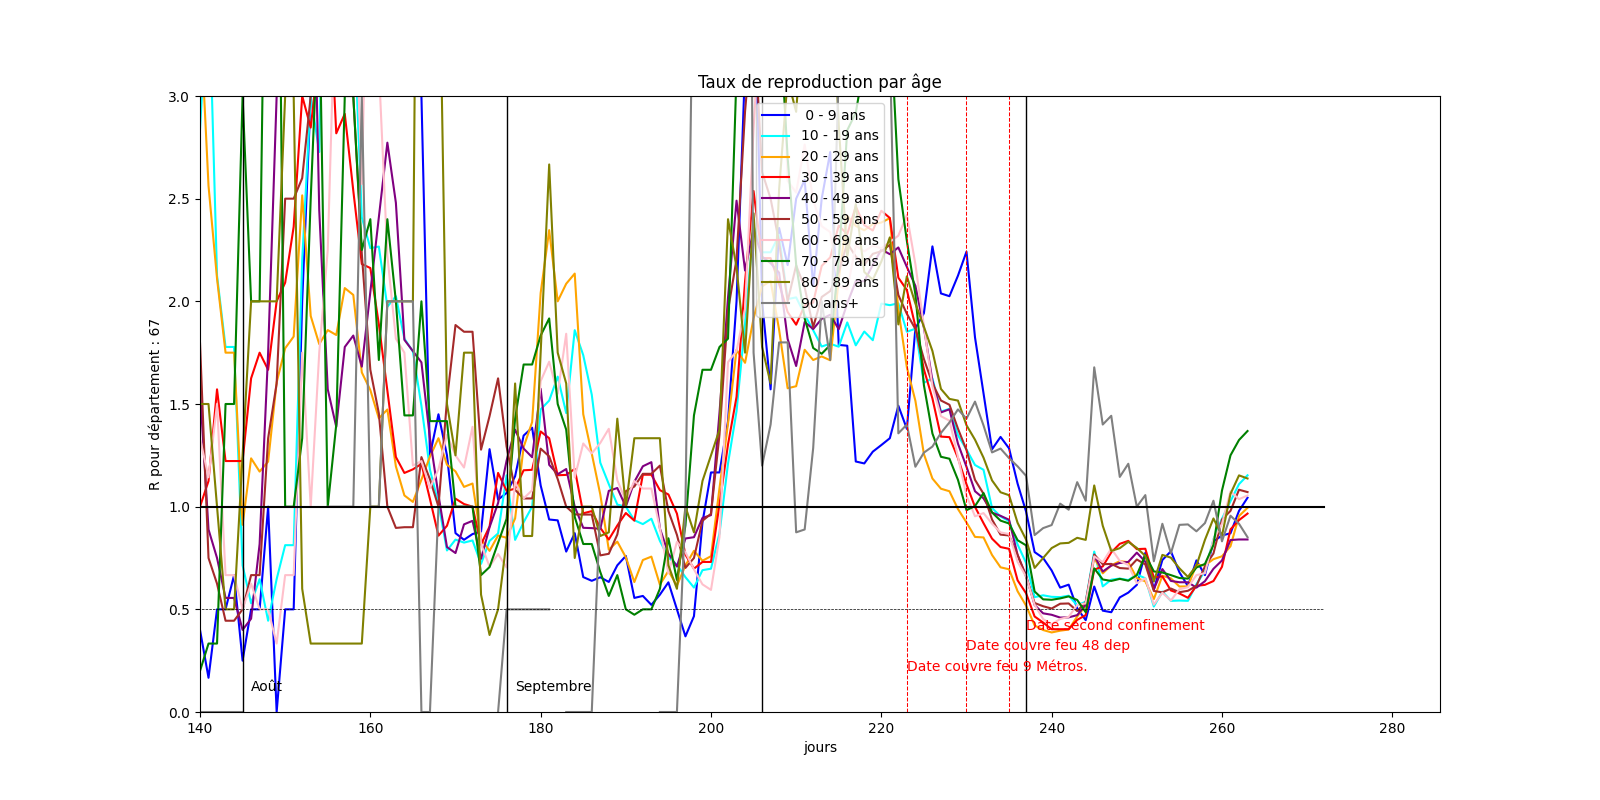 Taux de reproduction par âge
R pour département : 67
3.0
2.5
2.0
1.5
1.0
0.5
0.0
0 - 9 ans
10 - 19 ans
20 - 29 ans
30 - 39 ans
40 - 49 ans
50 - 59 ans
60 - 69 ans
70 - 79 ans
80 - 89 ans
90 ans+
Date second confinement
Date couvre feu 48 dep
Date couvre feu 9 Métros.
Août
Septembre
140
160
180
200
220
240
260
280
jours